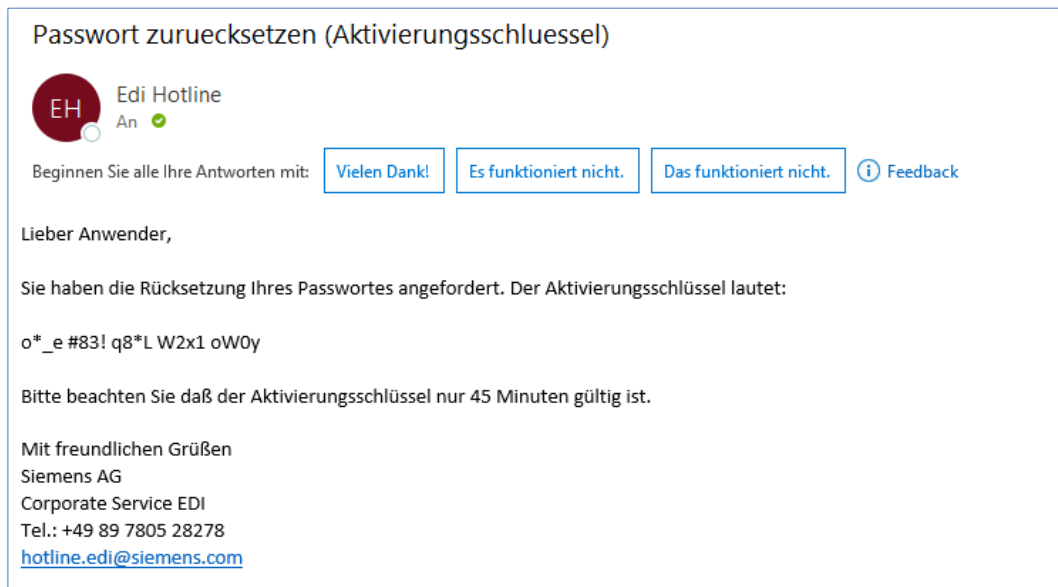 Passwort zuruecksetzen (Aktivierungsschluessel)
EH
Edi Hotline
An
Beginnen Sie alle Ihre Antworten mit: Vielen Dank! Es funktioniert nicht. Das funktioniert nicht. Feedback
Lieber Anwender,
Sie haben die Rücksetzung Ihres Passwortes angefordert. Der Aktivierungsschlüssel lautet:
o*_e #83! q8*L W2x1 oW0y
Bitte beachten Sie daß der Aktivierungsschlüssel nur 45 Minuten gültig ist.
Mit freundlichen Grüßen
Siemens AG
Corporate Service EDI
Tel.: +49 89 7805 28278
hotline.edi@siemens.com